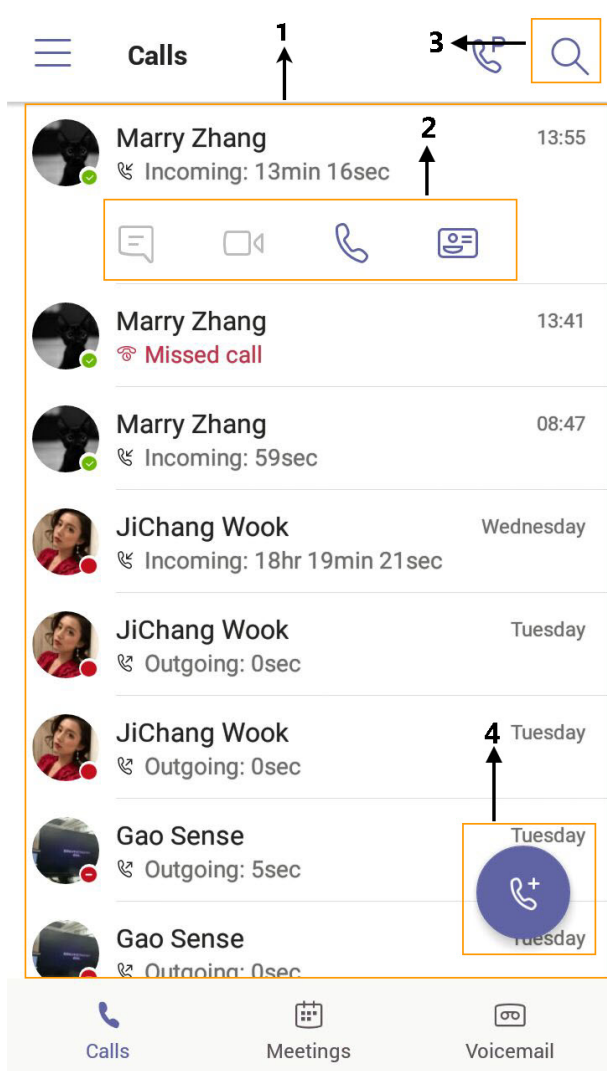 1
3
P
Calls
Marry Zhang
13:55
2
Incoming: 13min 16sec
Marry Zhang
13:41
Missed call
Marry Zhang
08:47
Incoming: 59sec
JiChang Wook
Wednesday
Incoming: 18hr 19min 21sec
JiChang Wook
Tuesday
Outgoing: 0sec
JiChang Wook
4
Tuesday
Outgoing: 0sec
Gao Sense
Tuesday
Outgoing: 5sec
Gao Sense
Tuesday
Outgoing: 0sec
Calls
Meetings
Voicemail